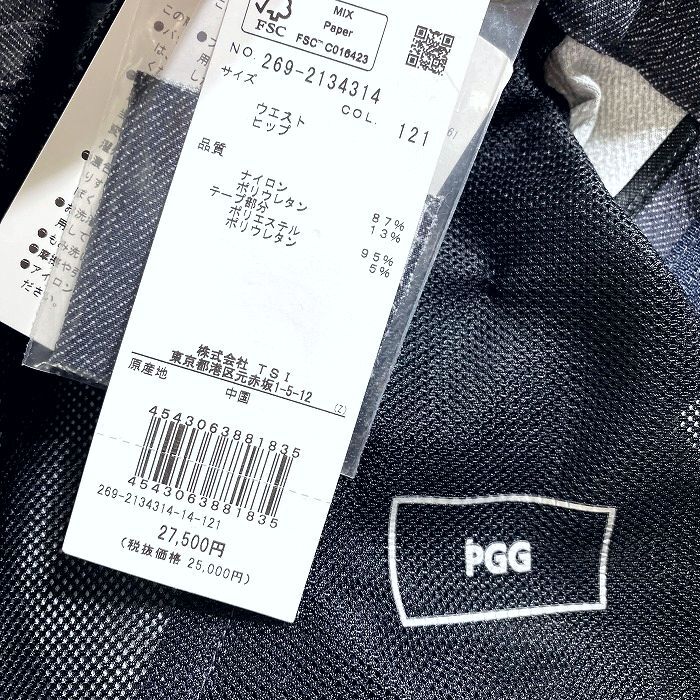 MIX
Paper
FSC
FSC™ C016423
NO. 269-2134314
サイズ
COL. 121
ウエスト
ヒップ
品質
ナイロン 87%
ポリウレタン 13%
テープ部分
ポリエステル 95%
ポリウレタン 5%
株式会社 TSI
東京都港区元赤坂1-5-12
(Z)
原産地
中国
4543063881835
4543063881835
269-2134314-14-121
27,500円
(税抜価格 25,000円)
PGG